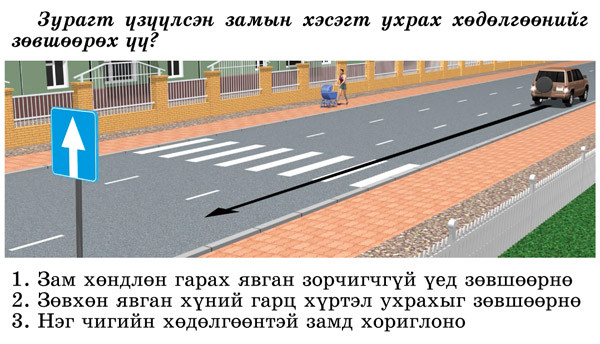 Зурагт үзүүлсэн замын хэсэгт ухрах хөдөлгөөнийг
зөвшөөрөх үү?
1. Зам хөндлөн гарах явган зорчигчгүй үед зөвшөөрнө
2. Зөвхөн явган хүний гарц хүртэл ухрахыг зөвшөөрнө
3. Нэг чигийн хөдөлгөөнтэй замд хориглоно